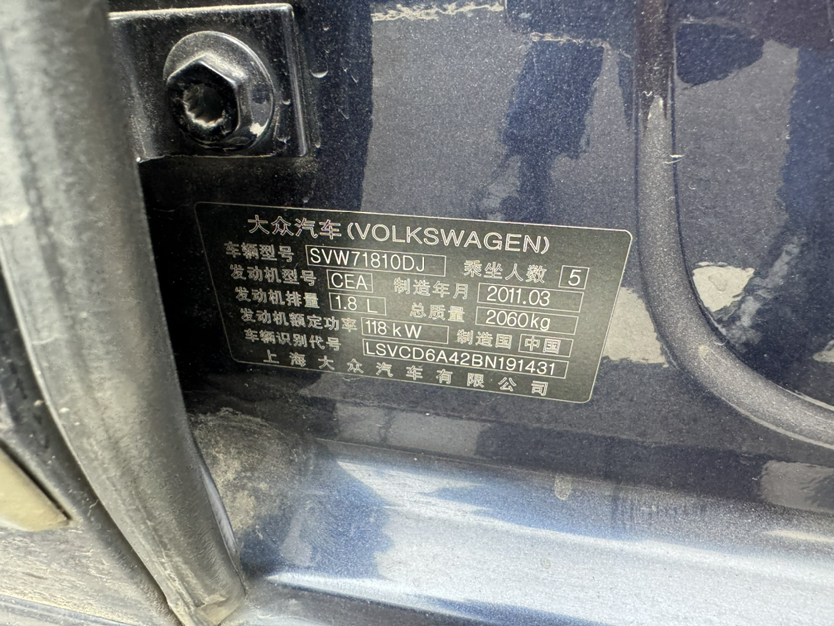 大众汽车(VOLKSWAGEN)
车辆型号 SVW71810DJ 乘坐人数 5
发动机型号 CEA 制造年月 2011.03
发动机排量 1.8 L 总质量 2060kg
发动机额定功率 118 kW 制造国 中国
车辆识别代号 LSVCD6A42BN191431
上海大众汽车有限公司